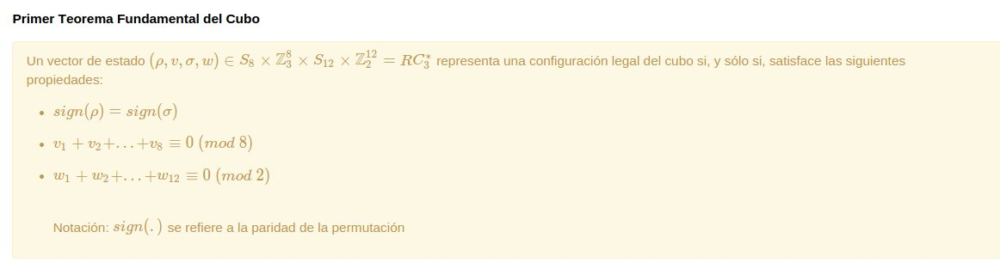 Primer Teorema Fundamental del Cubo
Un vector de estado $(\rho, v, \sigma, w) \in S_8 \times \mathbb{Z}_3^8 \times S_{12} \times \mathbb{Z}_2^{12} = RC_3^*$ representa una configuración legal del cubo si, y sólo si, satisface las siguientes
propiedades:
• $sign(\rho) = sign(\sigma)$
• $v_1 + v_2 + \ldots + v_8 \equiv 0 \; (mod \; 8)$
• $w_1 + w_2 + \ldots + w_{12} \equiv 0 \; (mod \; 2)$
Notación: $sign(.)$ se refiere a la paridad de la permutación